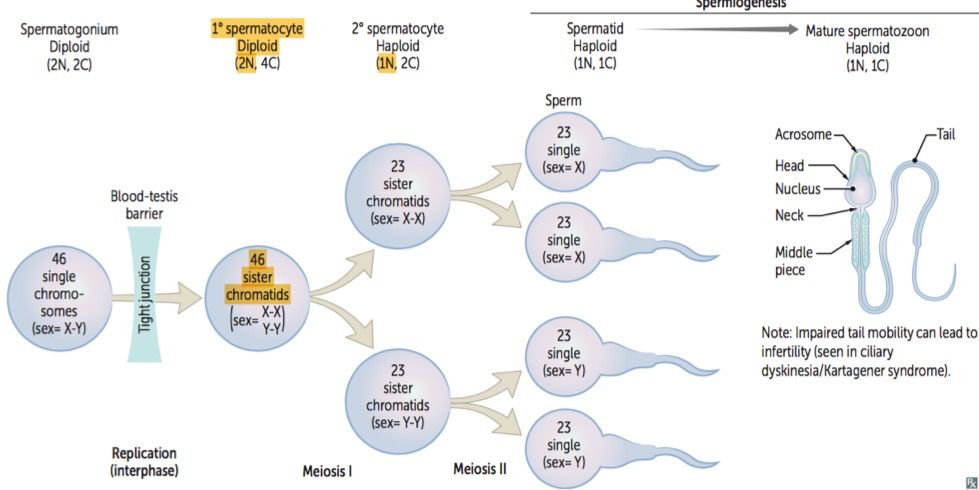 Spermiogenesis
Spermatogonium
Diploid
(2N, 2C)
1° spermatocyte
Diploid
(2N, 4C)
2° spermatocyte
Haploid
(1N, 2C)
Spermatid
Haploid
(1N, 1C)
Mature spermatozoon
Haploid
(1N, 1C)
Blood-testis
barrier
Tight junction
46
single
chromo-
somes
(sex= X-Y)
46
sister
chromatids
(sex= X-X
Y-Y)
23
sister
chromatids
(sex= X-X)
23
sister
chromatids
(sex= Y-Y)
Sperm
23
single
(sex= X)
23
single
(sex= X)
23
single
(sex= Y)
23
single
(sex= Y)
Acrosome
Head
Nucleus
Neck
Middle
piece
Tail
Note: Impaired tail mobility can lead to
infertility (seen in ciliary
dyskinesia/Kartagener syndrome).
Replication
(interphase)
Meiosis I
Meiosis II